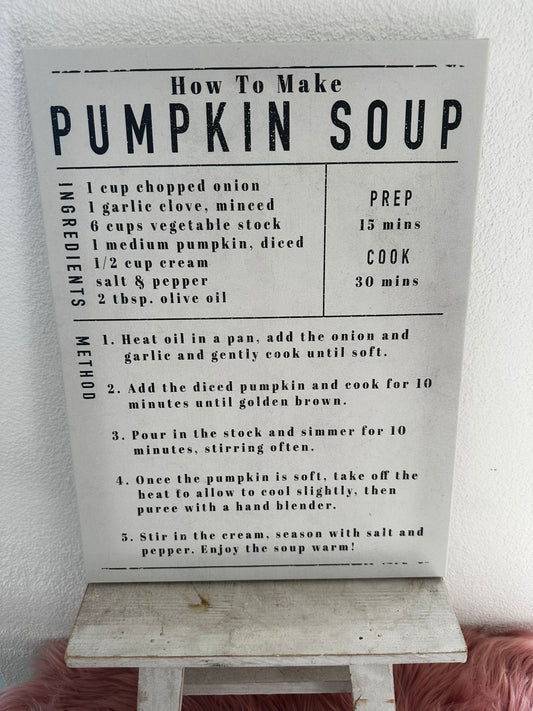 How To Make
PUMPKIN SOUP
INGREDIENTS
1 cup chopped onion
1 garlic clove, minced
6 cups vegetable stock
1 medium pumpkin, diced
1/2 cup cream
salt & pepper
2 tbsp. olive oil
PREP
15 mins
COOK
30 mins
METHOD
1. Heat oil in a pan, add the onion and
garlic and gently cook until soft.
2. Add the diced pumpkin and cook for 10
minutes until golden brown.
3. Pour in the stock and simmer for 10
minutes, stirring often.
4. Once the pumpkin is soft, take off the
heat to allow to cool slightly, then
puree with a hand blender.
5. Stir in the cream, season with salt and
pepper. Enjoy the soup warm!